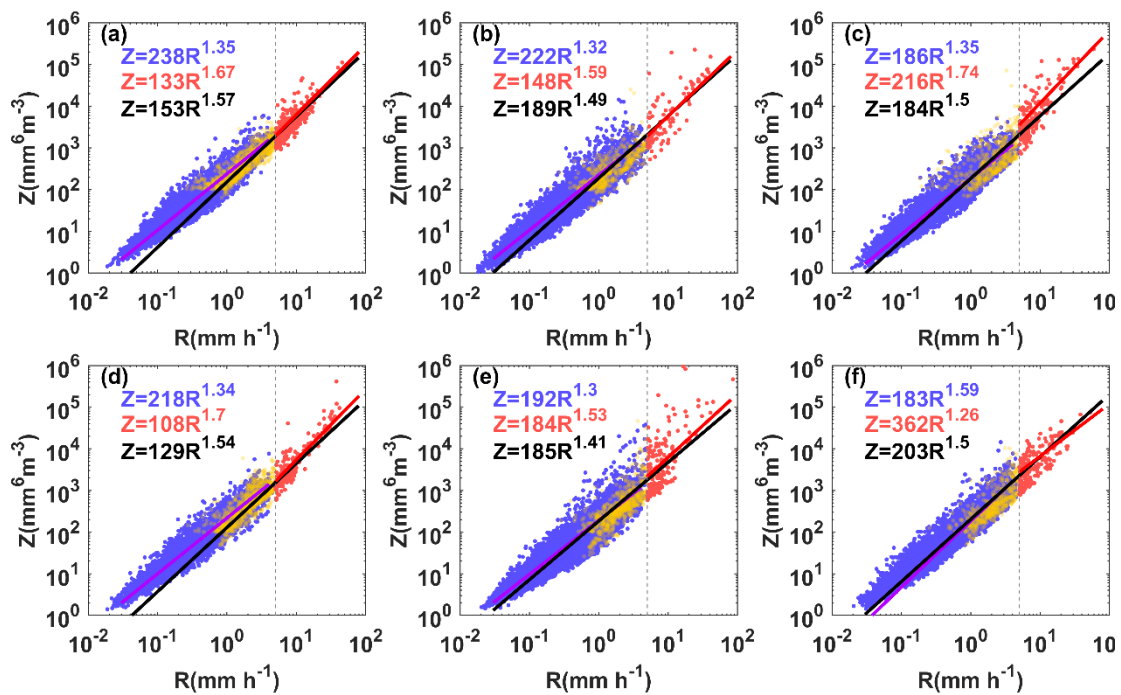 (a)
Z=238R^1.35
Z=133R^1.67
Z=153R^1.57
10^6
10^5
10^4
10^3
10^2
10^1
10^0
Z(mm^6m^-3)
10^-2
10^0
10^1
10^2
R(mm h^-1)
(b)
Z=222R^1.32
Z=148R^1.59
Z=189R^1.49
10^6
10^5
10^4
10^3
10^2
10^1
10^0
Z(mm^6m^-3)
10^-2
10^0
10^1
10^2
R(mm h^-1)
(c)
Z=186R^1.35
Z=216R^1.74
Z=184R^1.5
10^6
10^5
10^4
10^3
10^2
10^1
10^0
Z(mm^6m^-3)
10^-2
10^0
10^1
10
R(mm h^-1)
(d)
Z=218R^1.34
Z=108R^1.7
Z=129R^1.54
10^6
10^5
10^4
10^3
10^2
10^1
10^0
Z(mm^6m^-3)
10^-2
10^-1
10^0
10^1
10^2
R(mm h^-1)
(e)
Z=192R^1.3
Z=184R^1.53
Z=185R^1.41
10^6
10^5
10^4
10^3
10^2
10^1
10^0
Z(mm^6m^-3)
10^-2
10^-1
10^0
10^1
10^2
R(mm h^-1)
(f)
Z=183R^1.59
Z=362R^1.26
Z=203R^1.5
10^6
10^5
10^4
10^3
10^2
10^1
10^0
Z(mm^6m^-3)
10^-2
10^-1
10^0
10^1
10
R(mm h^-1)